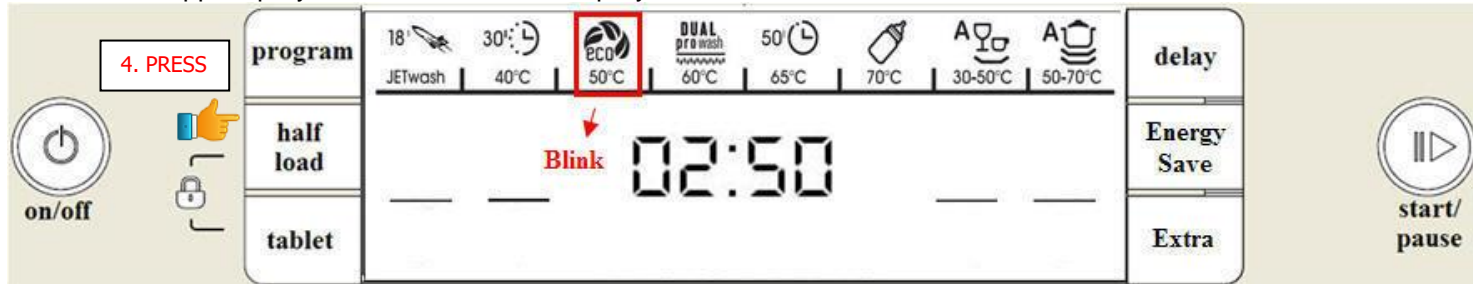 4. PRESS
program
half
load
tablet
on/off
18' 30' eco DUAL pro wash 50' A A
JETwash 40°C 50°C 60°C 65°C 70°C 30-50°C 50-70°C
Blink
02:50
delay
Energy
Save
Extra
start/
pause